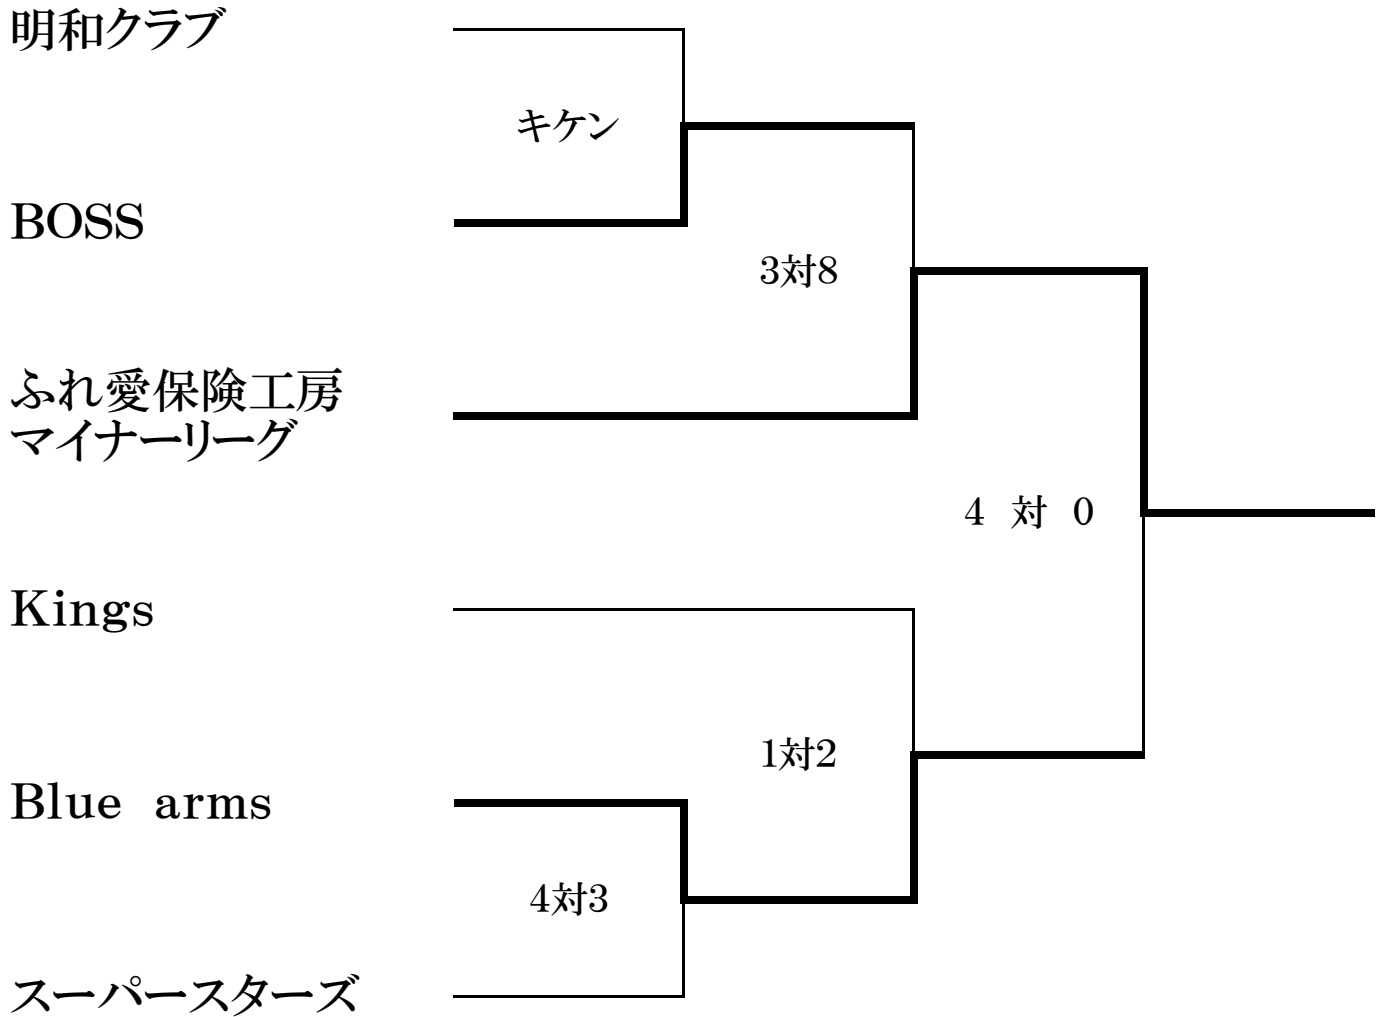 明和クラブ
キケン
BOSS
3対8
ふれ愛保険工房
マイナーリーグ
4 対 0
Kings
1対2
Blue arms
4対3
スーパースターズ